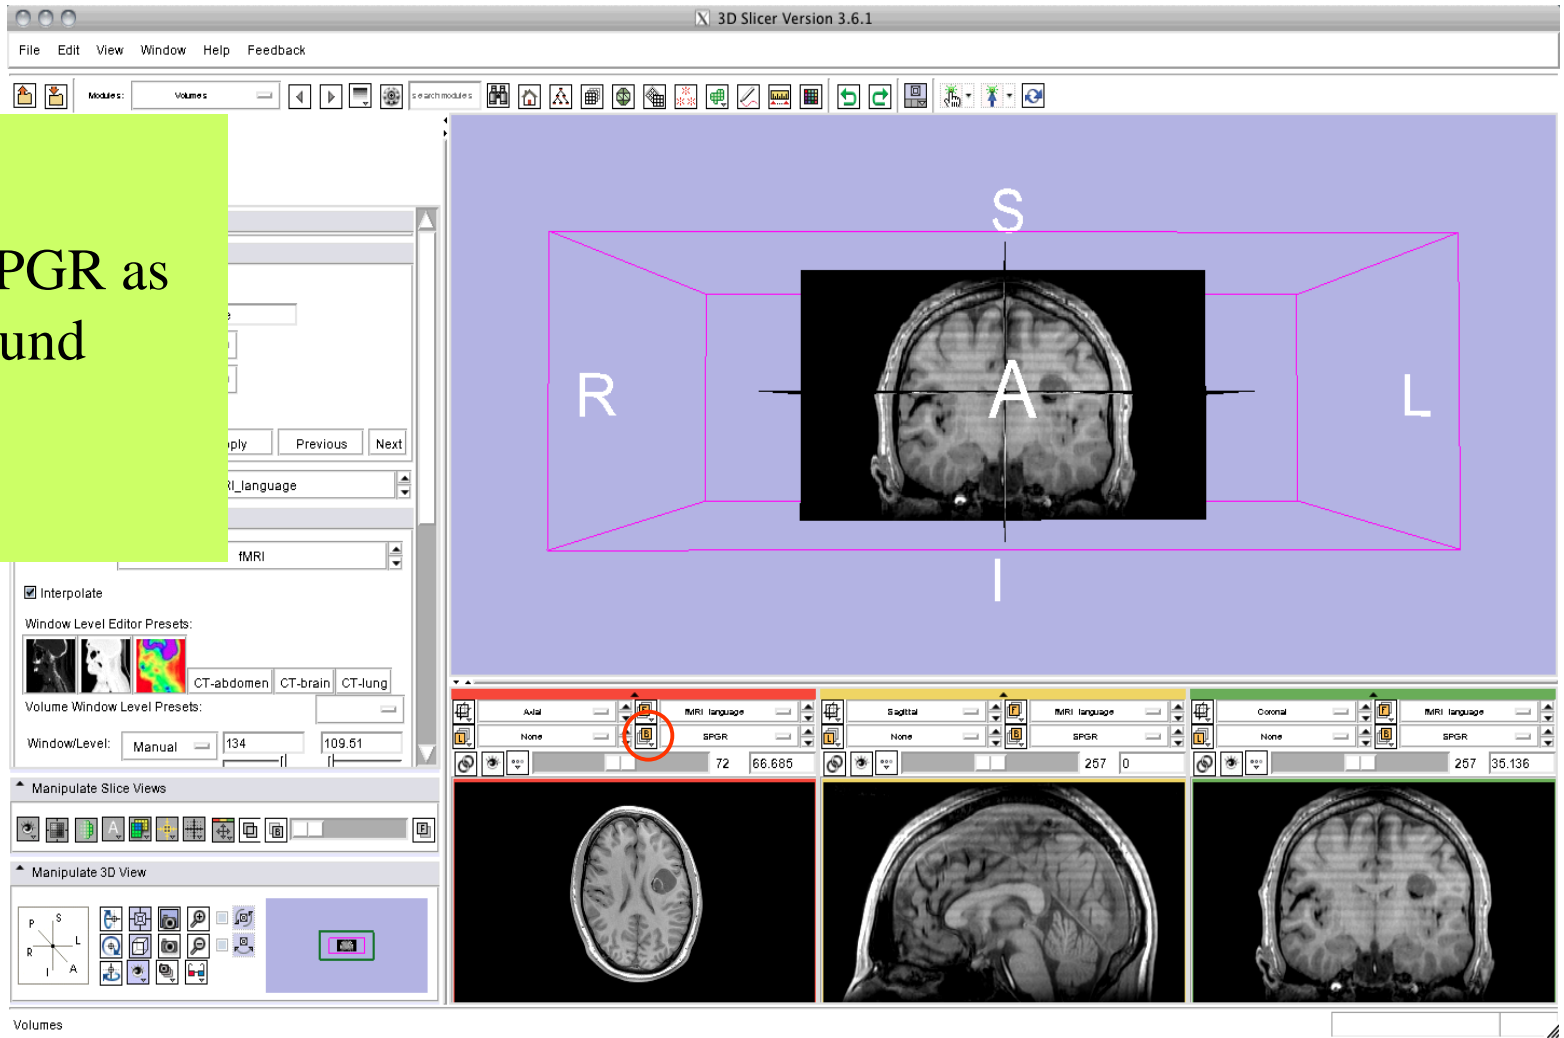 3D Slicer Version 3.6.1
File Edit View Window Help Feedback
Modules: Volumes search modules
PGR as
und
Previous Next
I_language
fMRI
Interpolate
Window Level Editor Presets:
CT-abdomen CT-brain CT-lung
Volume Window Level Presets:
Window/Level: Manual 134 109.51
Manipulate Slice Views
A
F
B
Manipulate 3D View
P S
R L
I A
S
R A L
I
Axial F fMRI language
L None B SPGR
72 66.685
Sagittal F fMRI language
L None B SPGR
257 0
Coronal F fMRI language
L None B SPGR
257 35.136
Volumes